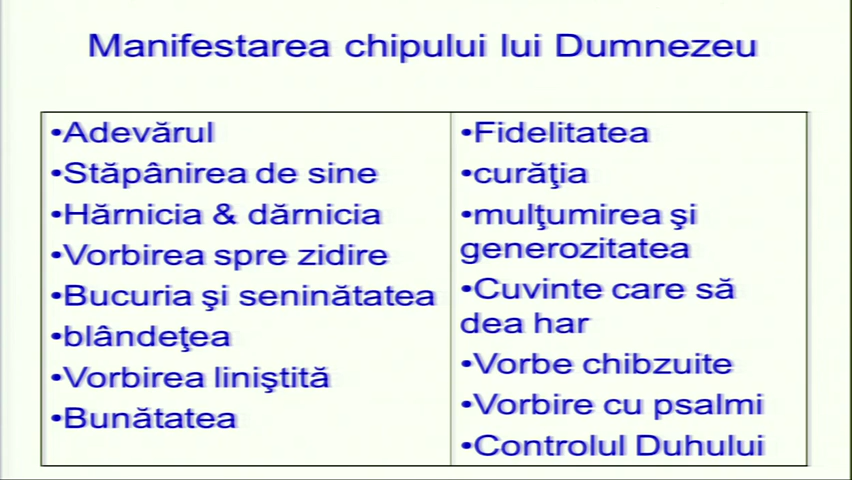 Manifestarea chipului lui Dumnezeu
•Adevărul
•Stăpânirea de sine
•Hărnicia & dărnicia
•Vorbirea spre zidire
•Bucuria şi seninătatea
•blândeţea
•Vorbirea liniştită
•Bunătatea
•Fidelitatea
•curăţia
•mulţumirea şi
generozitatea
•Cuvinte care să
dea har
•Vorbe chibzuite
•Vorbire cu psalmi
•Controlul Duhului